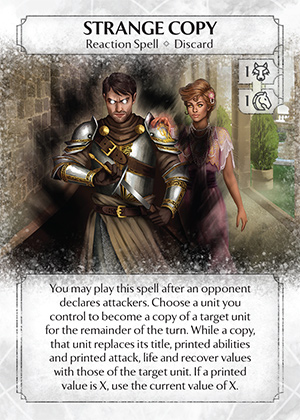 STRANGE COPY
Reaction Spell ◇ Discard
1
1
You may play this spell after an opponent
declares attackers. Choose a unit you
control to become a copy of a target unit
for the remainder of the turn. While a copy,
that unit replaces its title, printed abilities
and printed attack, life and recover values
with those of the target unit. If a printed
value is X, use the current value of X.